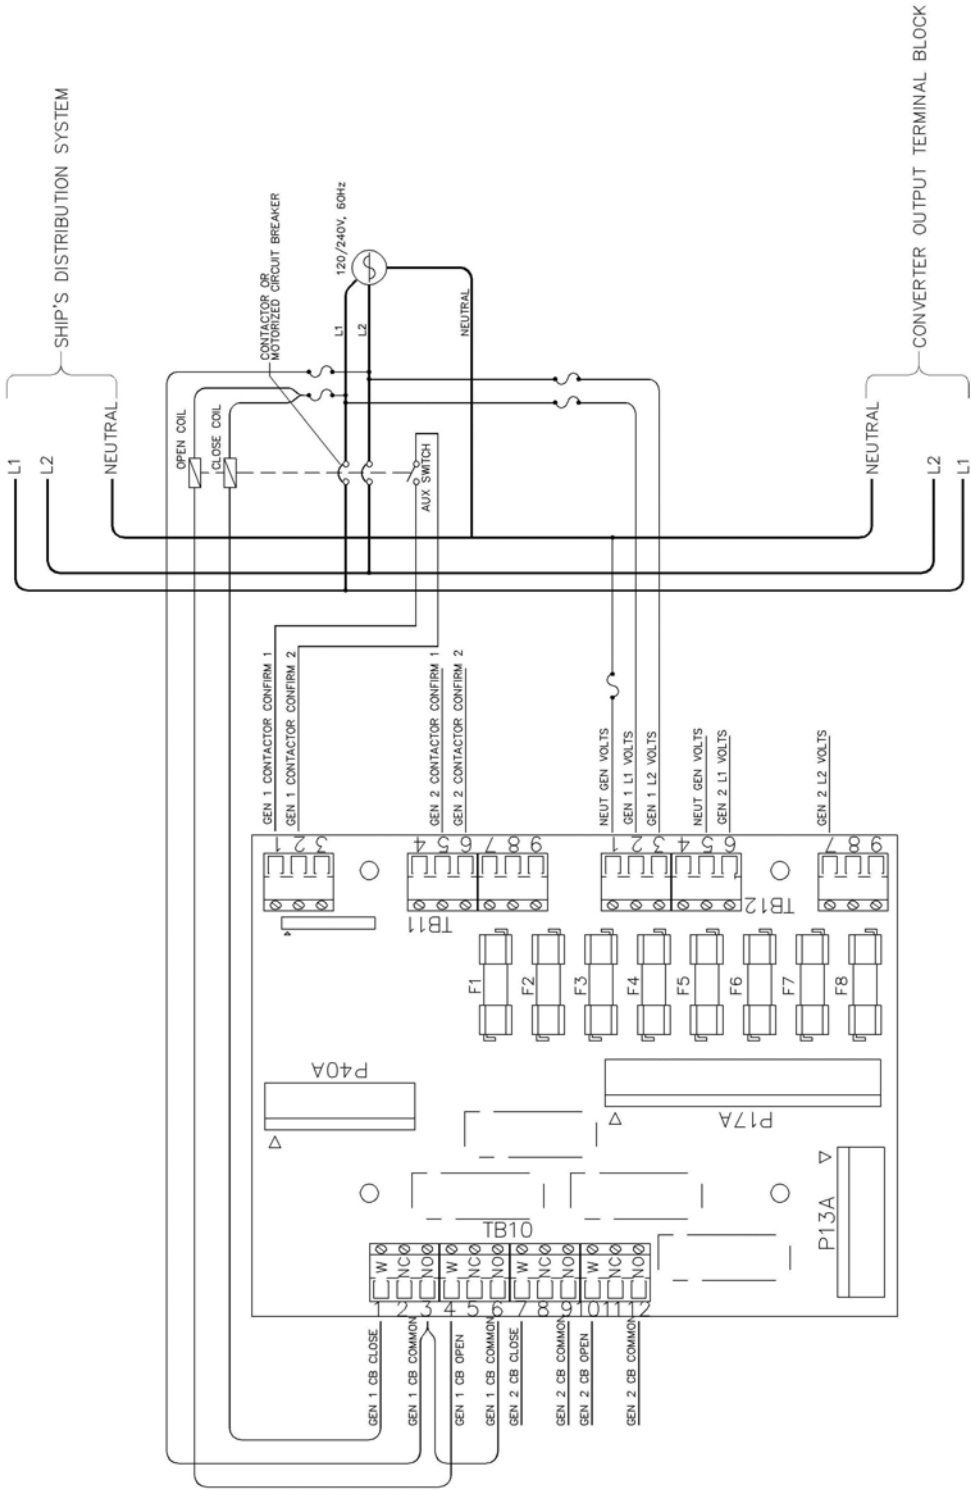 SHIP'S DISTRIBUTION SYSTEM
L1
L2
NEUTRAL
OPEN COIL
CLOSE COIL
CONTACTOR OR
MOTORIZED CIRCUIT BREAKER
120/240V, 60Hz
L1
L2
NEUTRAL
AUX SWITCH
CONVERTER OUTPUT TERMINAL BLOCK
NEUTRAL
L2
L1
GEN 1 CONTACTOR CONFIRM 1
GEN 1 CONTACTOR CONFIRM 2
GEN 2 CONTACTOR CONFIRM 1
GEN 2 CONTACTOR CONFIRM 2
NEUT GEN VOLTS
GEN 1 L1 VOLTS
GEN 1 L2 VOLTS
NEUT GEN VOLTS
GEN 2 L1 VOLTS
GEN 2 L2 VOLTS
1
2
3
4
5
6
7
8
9
TB11
1
2
3
4
5
6
7
8
9
TB12
F1
F2
F3
F4
F5
F6
F7
F8
P40A
P17A
P13A
TB10
W
NC
NO
W
NC
NO
W
NC
NO
W
NC
NO
1
2
3
4
5
6
7
8
9
10
11
12
GEN 1 CB CLOSE
GEN 1 CB COMMON
GEN 1 CB OPEN
GEN 1 CB COMMON
GEN 2 CB CLOSE
GEN 2 CB COMMON
GEN 2 CB OPEN
GEN 2 CB COMMON